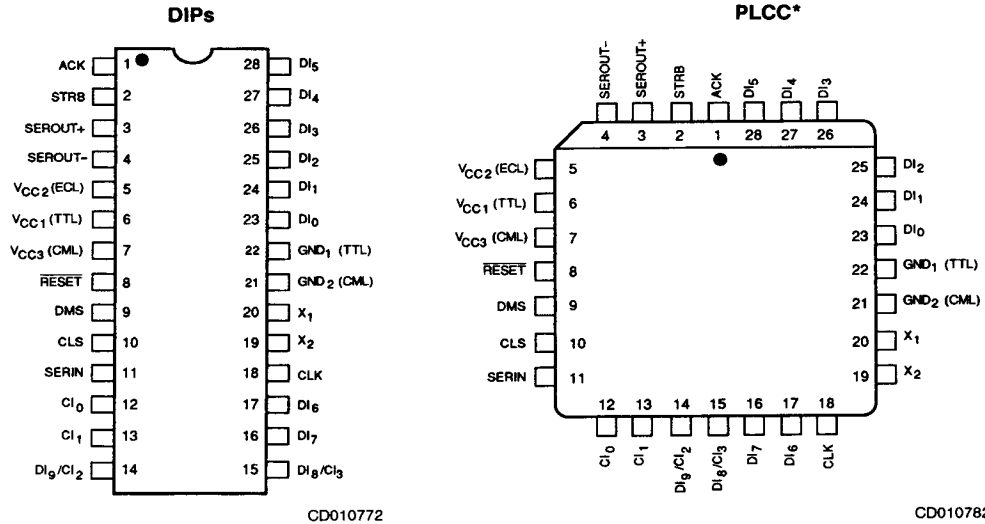 DIPs
ACK 1 28 DI5
STRB 2 27 DI4
SEROUT+ 3 26 DI3
SEROUT- 4 25 DI2
VCC2 (ECL) 5 24 DI1
VCC1 (TTL) 6 23 DI0
VCC3 (CML) 7 22 GND1 (TTL)
RESET 8 21 GND2 (CML)
DMS 9 20 X1
CLS 10 19 X2
SERIN 11 18 CLK
CI0 12 17 DI6
CI1 13 16 DI7
DI9/CI2 14 15 DI8/CI3
CD010772
PLCC*
SEROUT- SEROUT+ STRB ACK DI5 DI4 DI3
4 3 2 1 28 27 26
VCC2 (ECL) 5 25 DI2
VCC1 (TTL) 6 24 DI1
VCC3 (CML) 7 23 DI0
RESET 8 22 GND1 (TTL)
DMS 9 21 GND2 (CML)
CLS 10 20 X1
SERIN 11 19 X2
12 13 14 15 16 17 18
CI0 CI1 DI9/CI2 DI8/CI3 DI7 DI6 CLK
CD010782